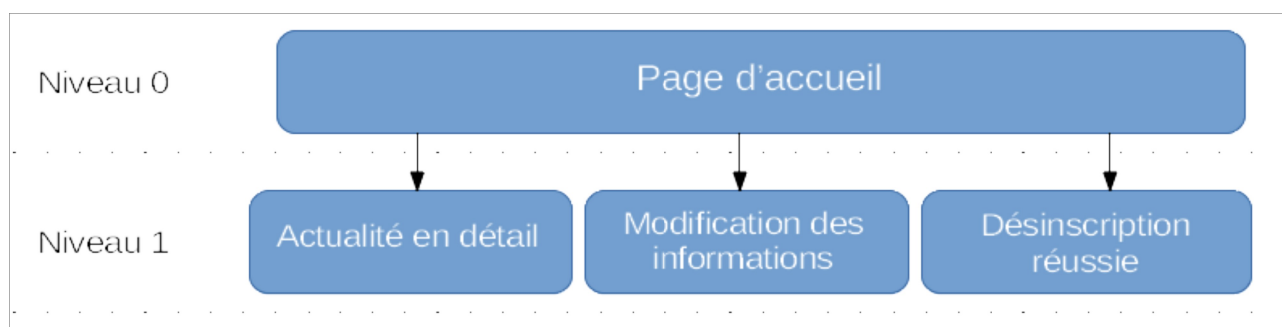 Niveau 0
Page d’accueil
Niveau 1
Actualité en détail
Modification des
informations
Désinscription
réussie